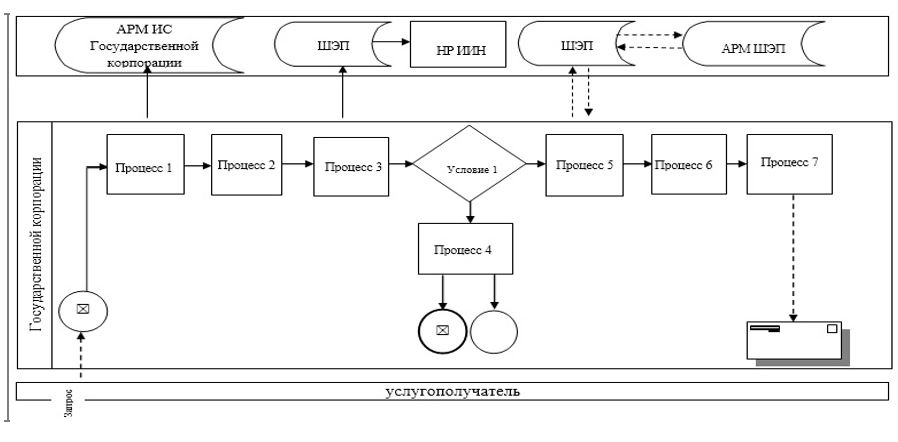 АРМ ИС
Государственной
корпорации
ШЭП
НР ИИН
ШЭП
АРМ ШЭП
Государственной корпорации
Процесс 1
Процесс 2
Процесс 3
Условие 1
Процесс 5
Процесс 6
Процесс 7
Процесс 4
услугополучатель
Запрос